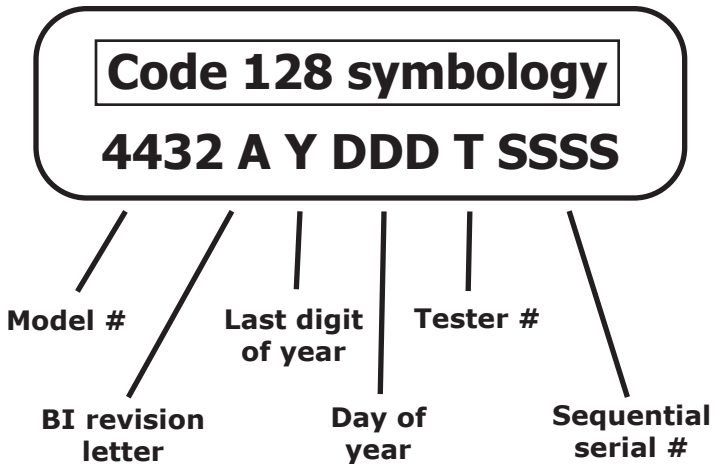 Code 128 symbology
4432 A Y DDD T SSSS
Model #
Last digit
of year
Tester #
BI revision
letter
Day of
year
Sequential
serial #